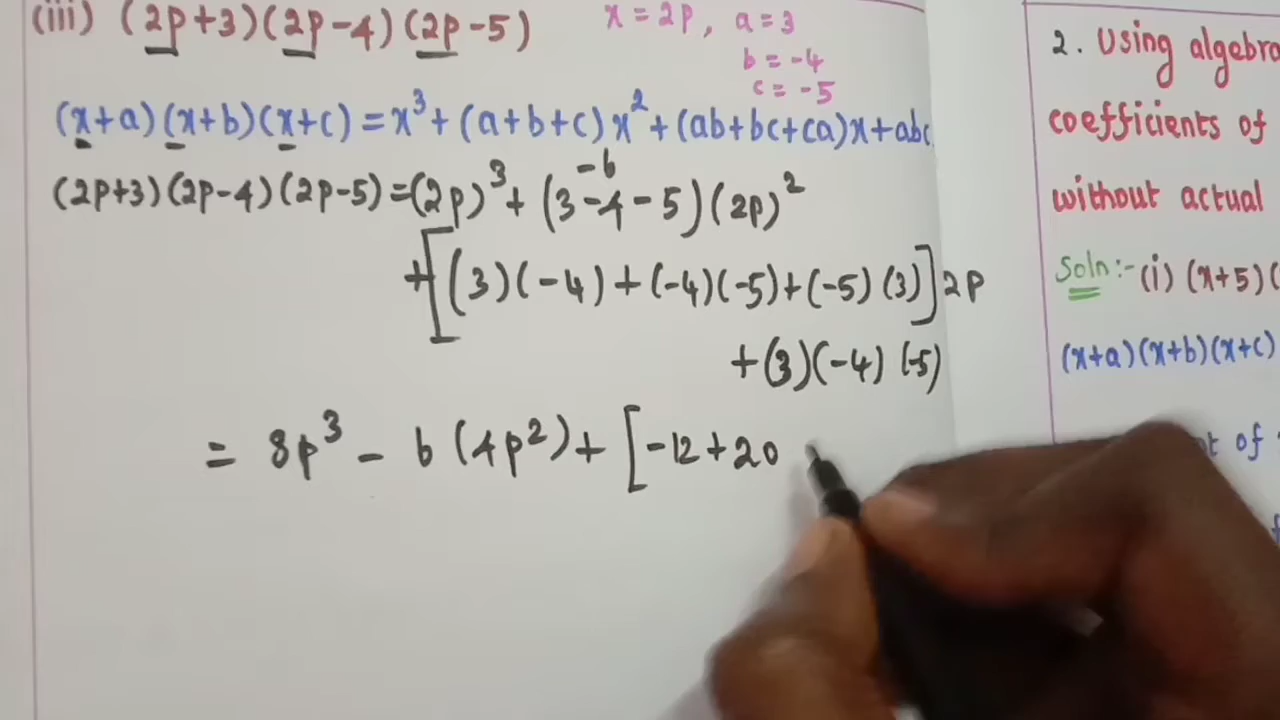 (iii) (2p+3)(2p-4)(2p-5)
x = 2p, a = 3
b = -4
c = -5
(x+a)(x+b)(x+c) = x³ + (a+b+c)x² + (ab+bc+ca)x + abc
-6
(2p+3)(2p-4)(2p-5) = (2p)³ + (3-4-5)(2p)²
+[(3)(-4)+(-4)(-5)+(-5)(3)]2p
+(3)(-4)(-5)
= 8p³ - 6(4p²) + [-12+20
2. Using algebra
coefficients of
without actual
Soln:- (i) (x+5)(
(x+a)(x+b)(x+c)
of